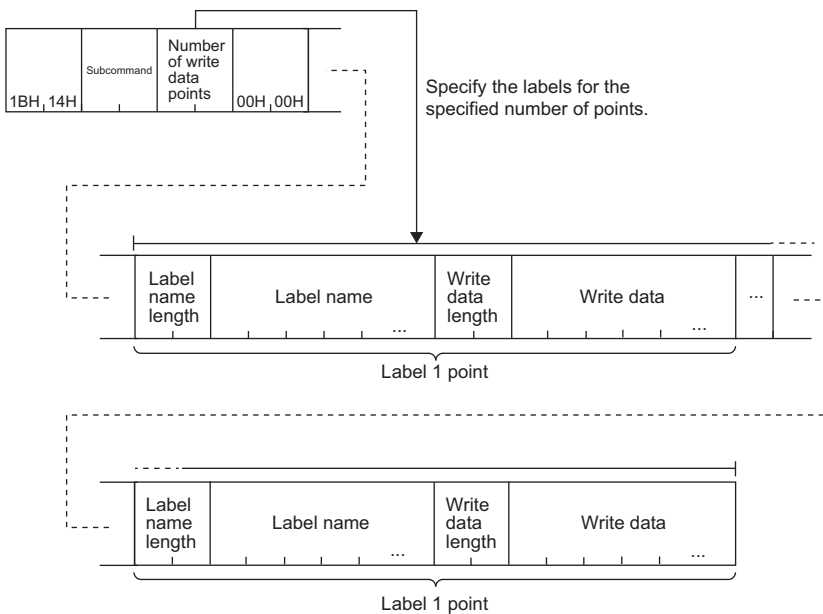 1BH 14H
Subcommand
Number
of write
data
points
00H 00H
Specify the labels for the
specified number of points.
Label
name
length
Label name
...
Write
data
length
Write data
...
...
Label 1 point
Label
name
length
Label name
...
Write
data
length
Write data
...
Label 1 point